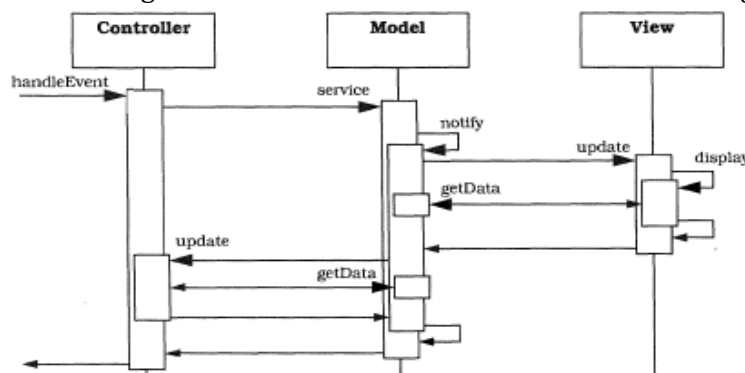 Controller
Model
View
handleEvent
service
notify
update
display
getData
update
getData